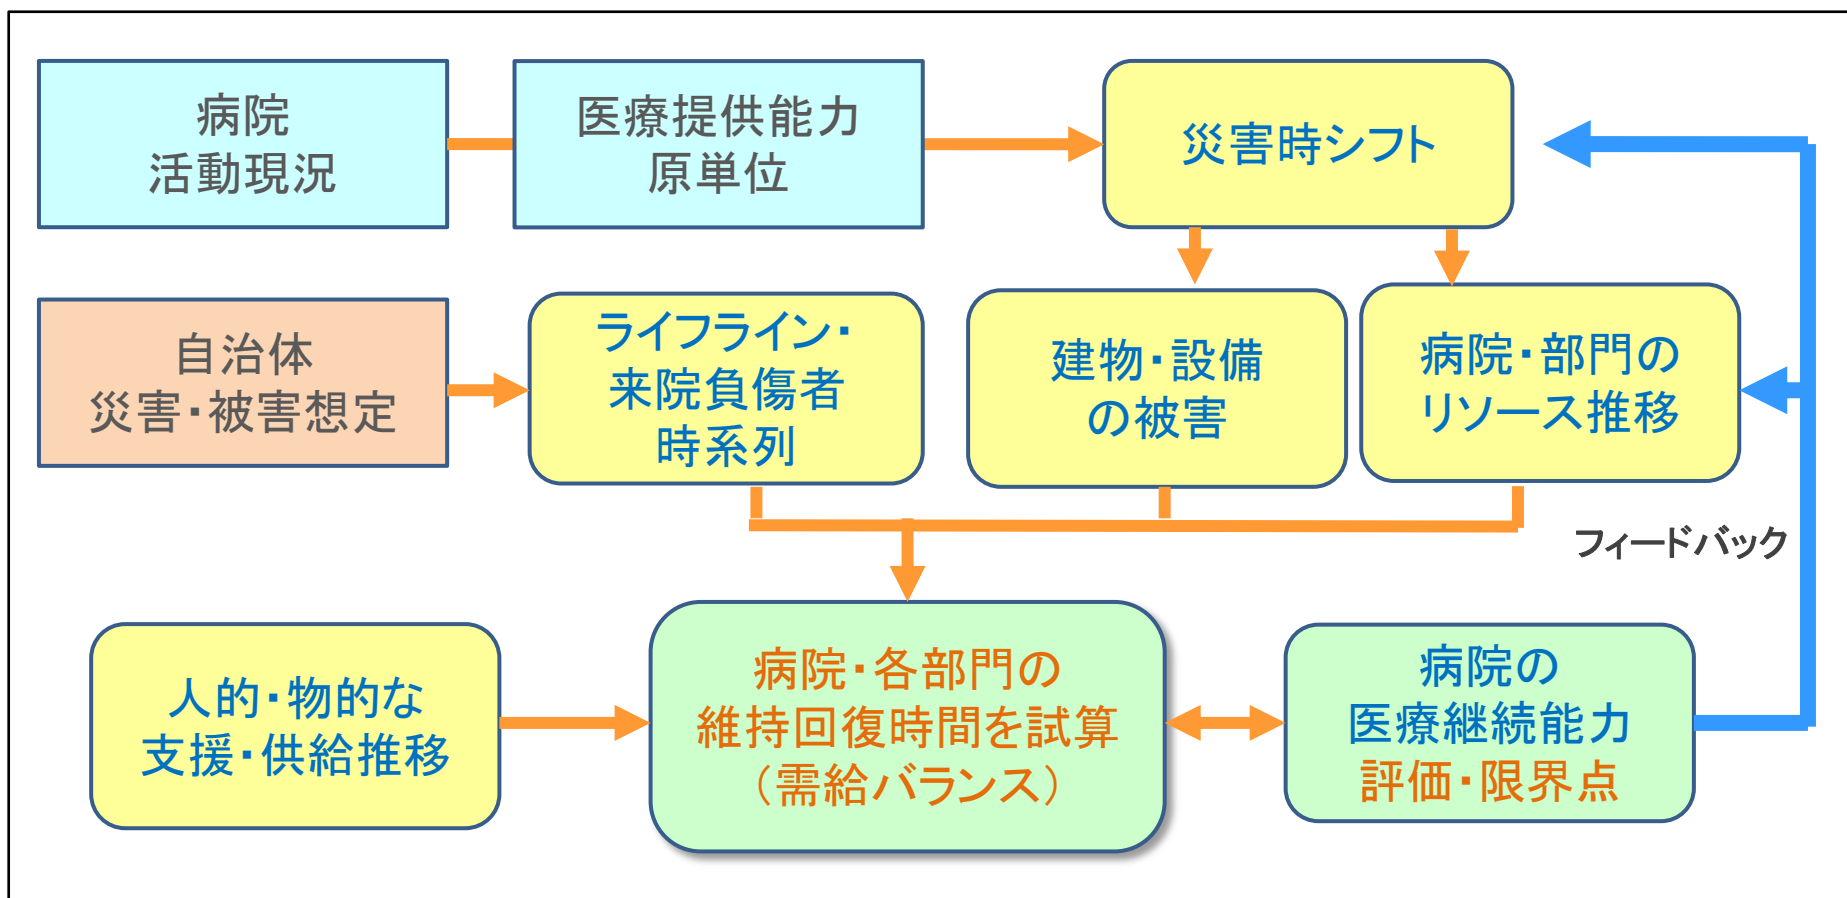 病院
活動現況
医療提供能力
原単位
災害時シフト
自治体
災害・被害想定
ライフライン・
来院負傷者
時系列
建物・設備
の被害
病院・部門の
リソース推移
フィードバック
人的・物的な
支援・供給推移
病院・各部門の
維持回復時間を試算
（需給バランス）
病院の
医療継続能力
評価・限界点